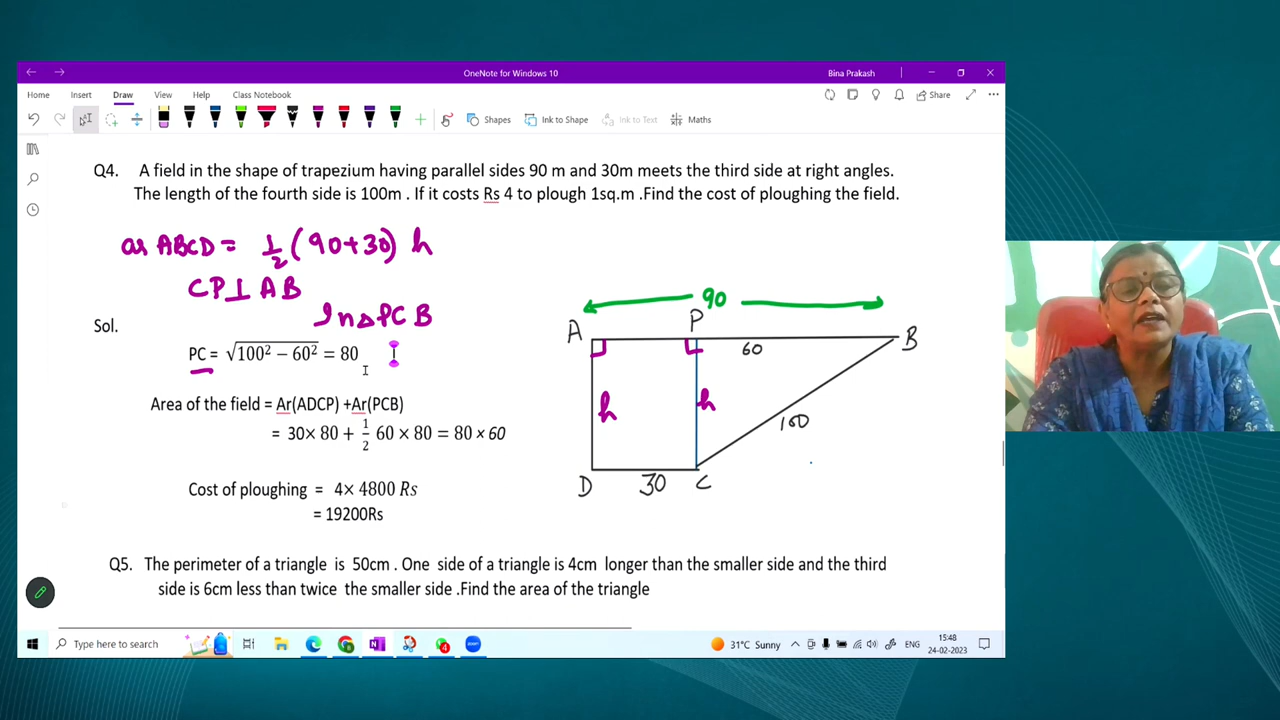 OneNote for Windows 10
Bina Prakash
Home Insert Draw View Help Class Notebook
Share
Shapes Ink to Shape Ink to Text Maths
Q4. A field in the shape of trapezium having parallel sides 90 m and 30m meets the third side at right angles.
The length of the fourth side is 100m . If it costs Rs 4 to plough 1sq.m .Find the cost of ploughing the field.
ar ABCD = 1/2 (90+30) h
CP⊥AB
In △PCB
Sol.
PC = √100² − 60² = 80
Area of the field = Ar(ADCP) +Ar(PCB)
= 30× 80 + 1/2 60 × 80 = 80 × 60
Cost of ploughing = 4× 4800 Rs
= 19200Rs
90
A P B
60
h h
100
D 30 C
Q5. The perimeter of a triangle is 50cm . One side of a triangle is 4cm longer than the smaller side and the third
side is 6cm less than twice the smaller side .Find the area of the triangle
Type here to search
4
31°C Sunny
ENG
15:48
24-02-2023